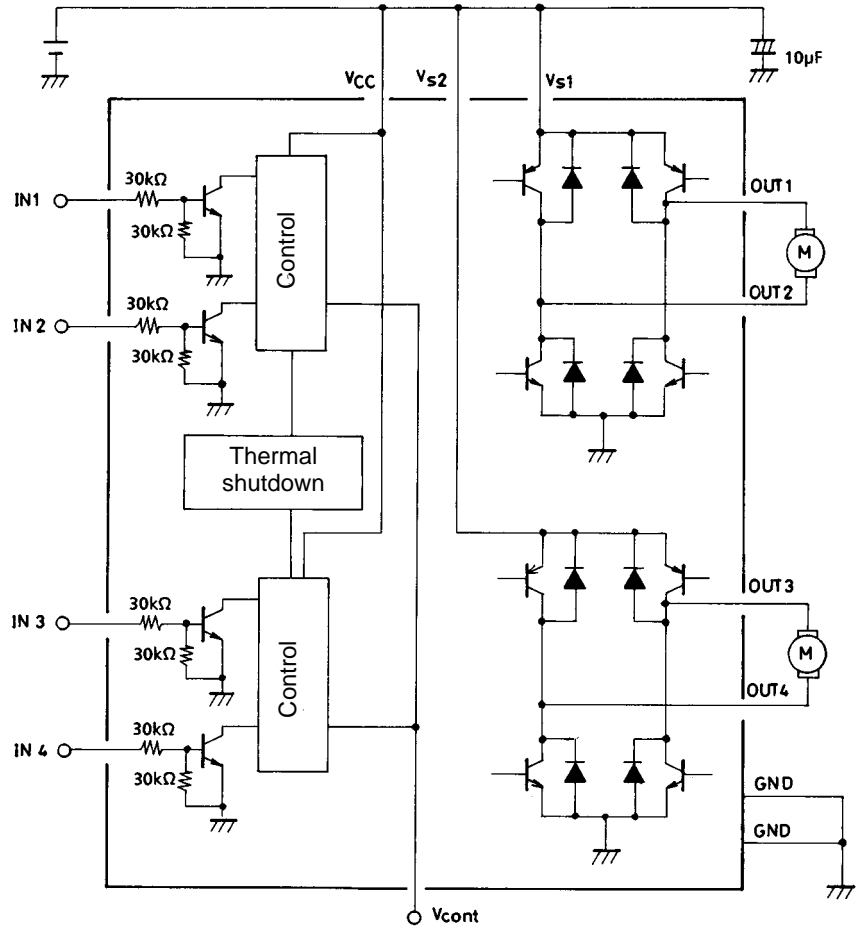 10μF
VCC
VS2
VS1
IN1
30kΩ
30kΩ
Control
OUT1
M
IN 2
30kΩ
30kΩ
OUT2
Thermal
shutdown
IN 3
30kΩ
30kΩ
Control
OUT3
M
OUT4
IN 4
30kΩ
30kΩ
GND
GND
Vcont